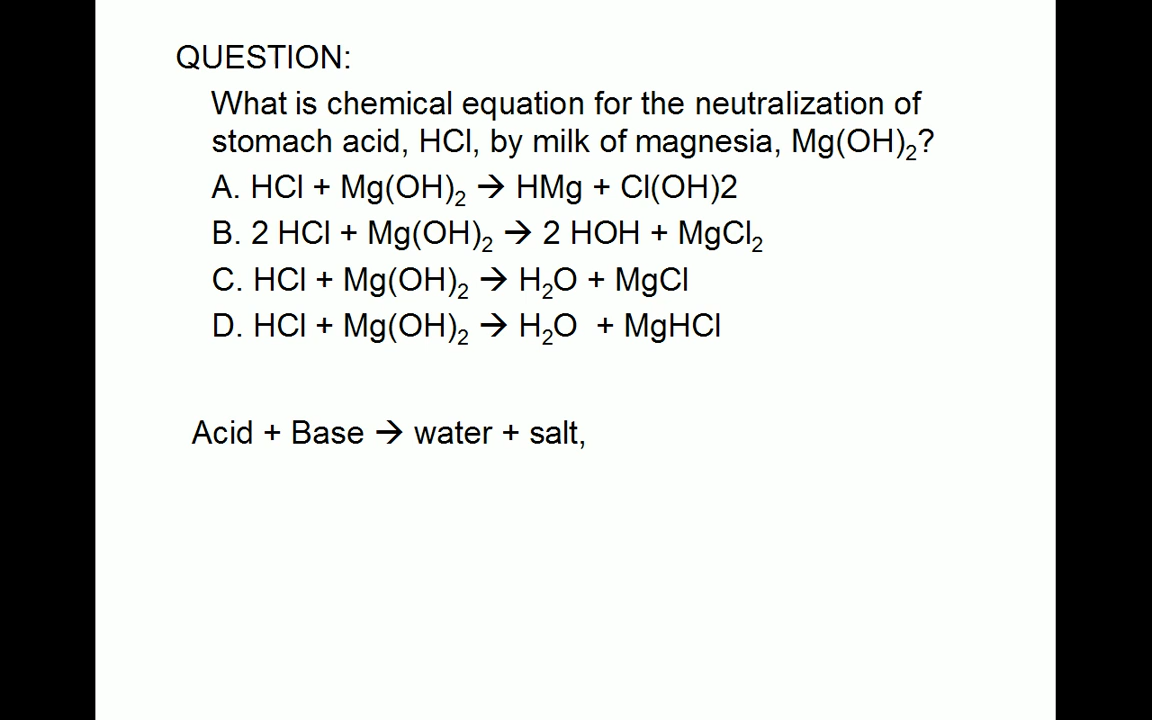 QUESTION:
What is chemical equation for the neutralization of
stomach acid, HCl, by milk of magnesia, Mg(OH)₂?
A. HCl + Mg(OH)₂ → HMg + Cl(OH)2
B. 2 HCl + Mg(OH)₂ → 2 HOH + MgCl₂
C. HCl + Mg(OH)₂ → H₂O + MgCl
D. HCl + Mg(OH)₂ → H₂O + MgHCl
Acid + Base → water + salt,